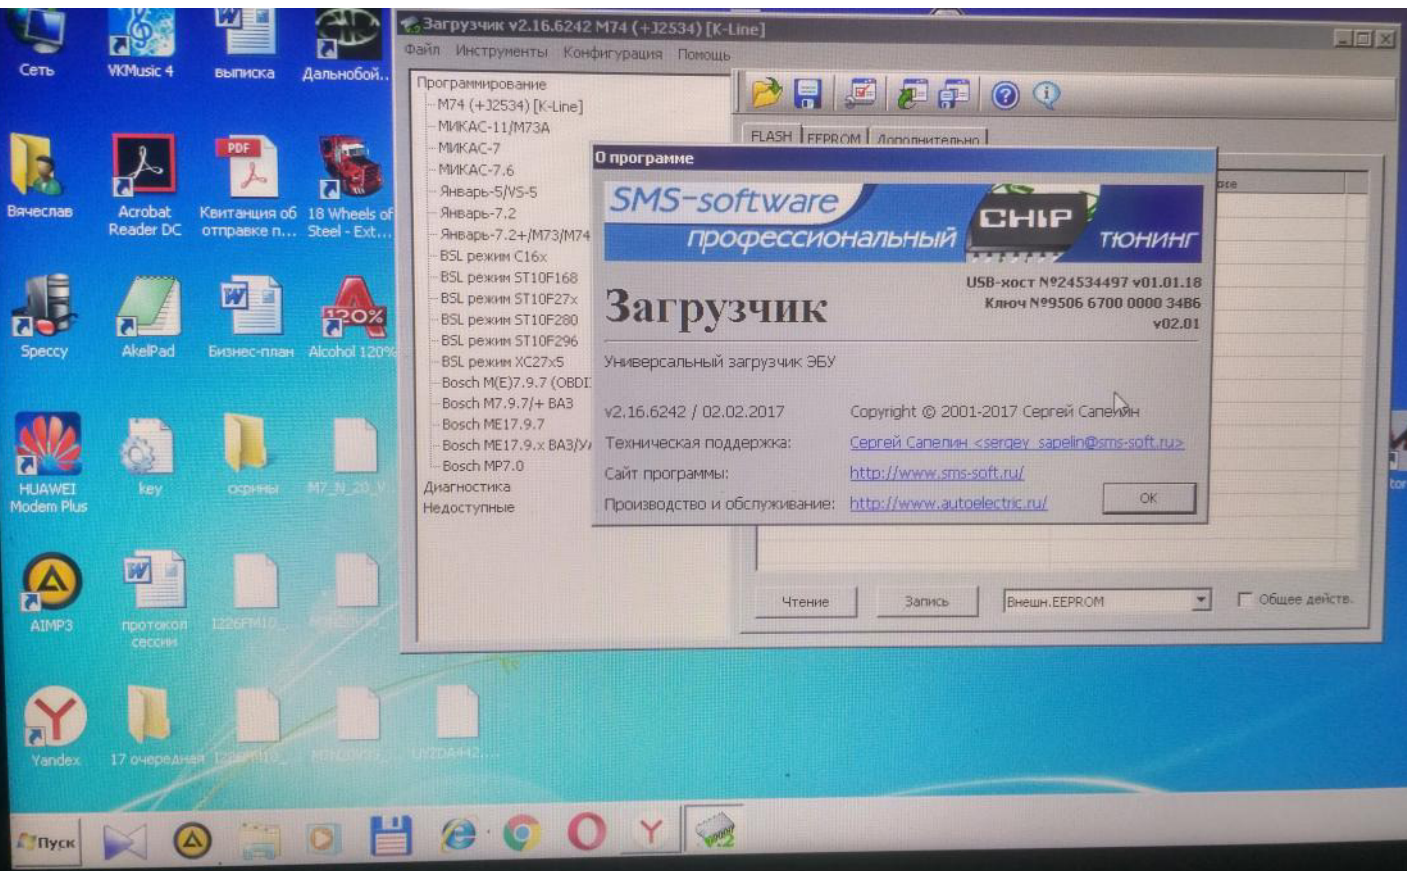 Загрузчик v2.16.6242 M74 (+J2534) [K-Line]
Файл Инструменты Конфигурация Помощь
Программирование
M74 (+J2534) [K-Line]
МИКАС-11/М73А
МИКАС-7
МИКАС-7.6
Январь-5/VS-5
Январь-7.2
Январь-7.2+/M73/M74
BSL режим C16x
BSL режим ST10F168
BSL режим ST10F27x
BSL режим ST10F280
BSL режим ST10F296
BSL режим XC27x5
Bosch M(E)7.9.7 (OBDI
Bosch M7.9.7/+ ВАЗ
Bosch ME17.9.7
Bosch ME17.9.x ВАЗ/У
Bosch MP7.0
Диагностика
Недоступные
FLASH EEPROM Дополнительно
О программе
SMS-software
профессиональный
CHIP
ТЮНИНГ
USB-хост №24534497 v01.01.18
Ключ №9506 6700 0000 34B6
v02.01
Загрузчик
Универсальный загрузчик ЭБУ
v2.16.6242 / 02.02.2017 Copyright © 2001-2017 Сергей Сапелин
Техническая поддержка: Сергей Сапелин <sergey_sapelin@sms-soft.ru>
Сайт программы: http://www.sms-soft.ru/
Производство и обслуживание: http://www.autoelectric.ru/
OK
Чтение Запись Внешн.EEPROM Общее действ.
Сеть
VKMusic 4
выписка
Дальнобой...
Вячеслав
Acrobat
Reader DC
PDF
Квитанция об
отправке п...
18 Wheels of
Steel - Ext...
Speccy
AkelPad
Бизнес-план
120%
Alcohol 120%
HUAWEI
Modem Plus
key
скрины
M7_N_20_V
AIMP3
протокол
сессии
Yandex
17 очередная
Пуск